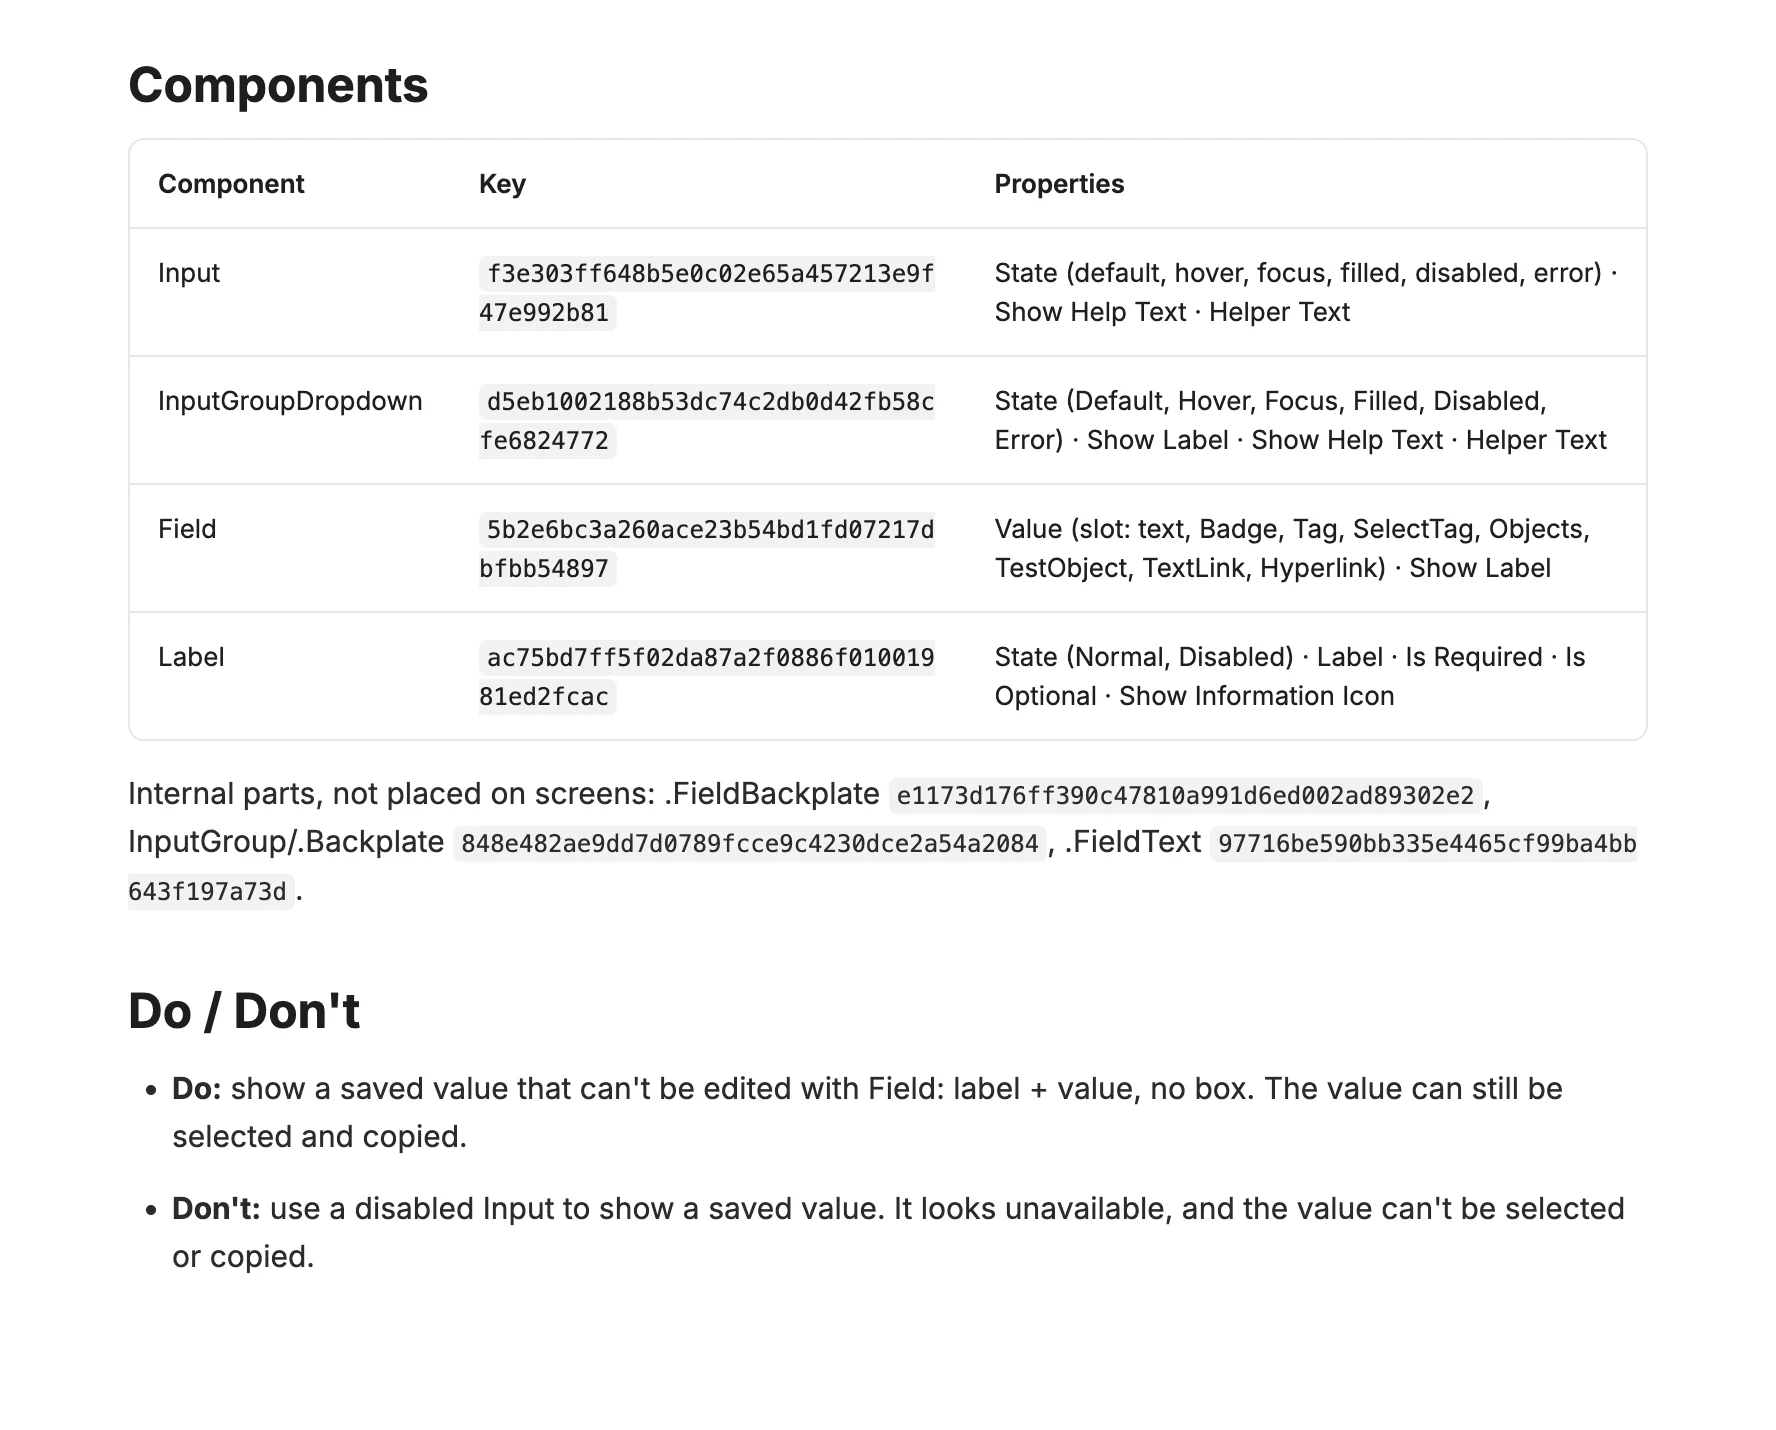 Components
Component Key Properties
Input f3e303ff648b5e0c02e65a457213e9f State (default, hover, focus, filled, disabled, error) ·
47e992b81 Show Help Text · Helper Text
InputGroupDropdown d5eb1002188b53dc74c2db0d42fb58c State (Default, Hover, Focus, Filled, Disabled,
fe6824772 Error) · Show Label · Show Help Text · Helper Text
Field 5b2e6bc3a260ace23b54bd1fd07217d Value (slot: text, Badge, Tag, SelectTag, Objects,
bfbb54897 TestObject, TextLink, Hyperlink) · Show Label
Label ac75bd7ff5f02da87a2f0886f010019 State (Normal, Disabled) · Label · Is Required · Is
81ed2fcac Optional · Show Information Icon
Internal parts, not placed on screens: .FieldBackplate e1173d176ff390c47810a991d6ed002ad89302e2 ,
InputGroup/.Backplate 848e482ae9dd7d0789fcce9c4230dce2a54a2084 , .FieldText 97716be590bb335e4465cf99ba4bb
643f197a73d .
Do / Don't
• Do: show a saved value that can't be edited with Field: label + value, no box. The value can still be
selected and copied.
• Don't: use a disabled Input to show a saved value. It looks unavailable, and the value can't be selected
or copied.